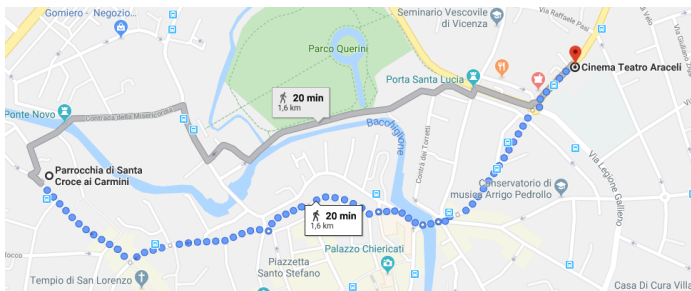 Gomiero - Negozio...
Seminario Vescovile
di Vicenza
Via Raffaele Pasi
Parco Querini
Cinema Teatro Araceli
Porta Santa Lucia
20 min
1,6 km
Ponte Novo
Contrada della Misericordia
Bacchiglione
Contrà dei Torretti
Via Legione Gallieno
Parrocchia di Santa
Croce ai Carmini
Conservatorio di
musica Arrigo Pedrollo
20 min
1,6 km
Palazzo Chiericati
Piazzetta
Santo Stefano
Tempio di San Lorenzo
Casa Di Cura Villa